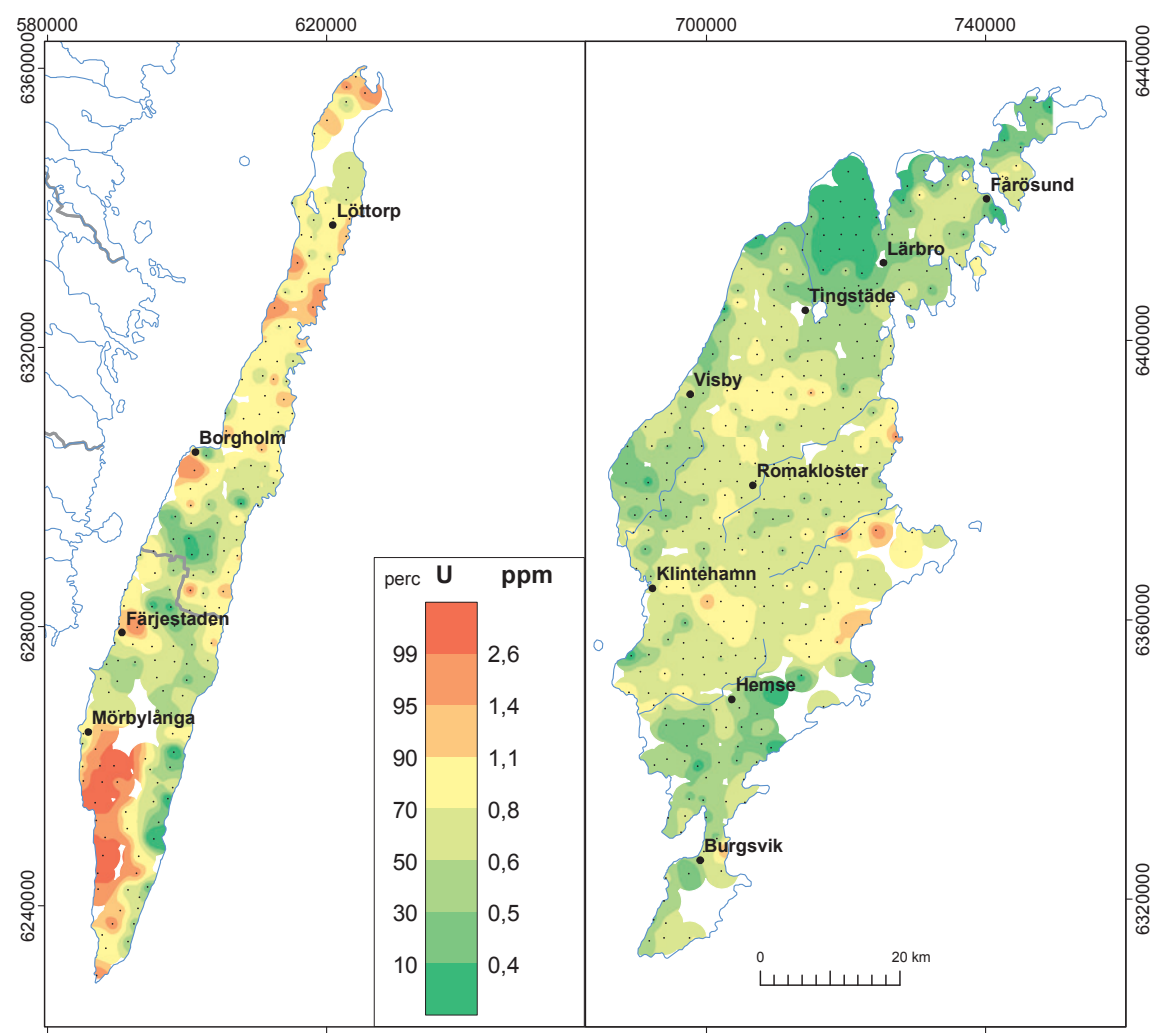 580000
620000
700000
740000
6360000
6320000
6280000
6240000
6440000
6400000
6360000
6320000
Löttorp
Borgholm
Färjestaden
Mörbylånga
Fårösund
Lärbro
Tingstäde
Visby
Romakloster
Klintehamn
Hemse
Burgsvik
perc U ppm
99 2,6
95 1,4
90 1,1
70 0,8
50 0,6
30 0,5
10 0,4
0 20 km